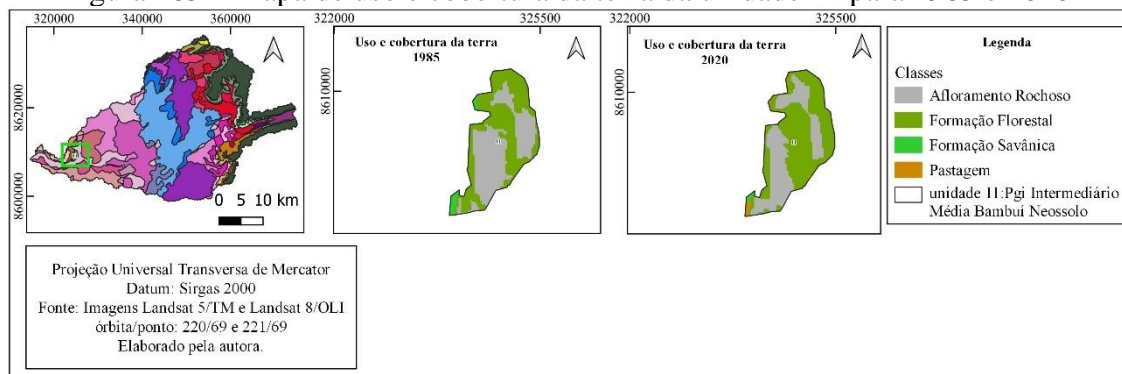 320000 340000 360000
8620000
8600000
0 5 10 km
322000 325500
8610000
Uso e cobertura da terra
1985
322000 325500
8610000
Uso e cobertura da terra
2020
Legenda
Classes
Afloramento Rochoso
Formação Florestal
Formação Savânica
Pastagem
unidade 11:Pgi Intermediário
Média Bambuí Neossolo
Projeção Universal Transversa de Mercator
Datum: Sirgas 2000
Fonte: Imagens Landsat 5/TM e Landsat 8/OLI
órbita/ponto: 220/69 e 221/69
Elaborado pela autora.